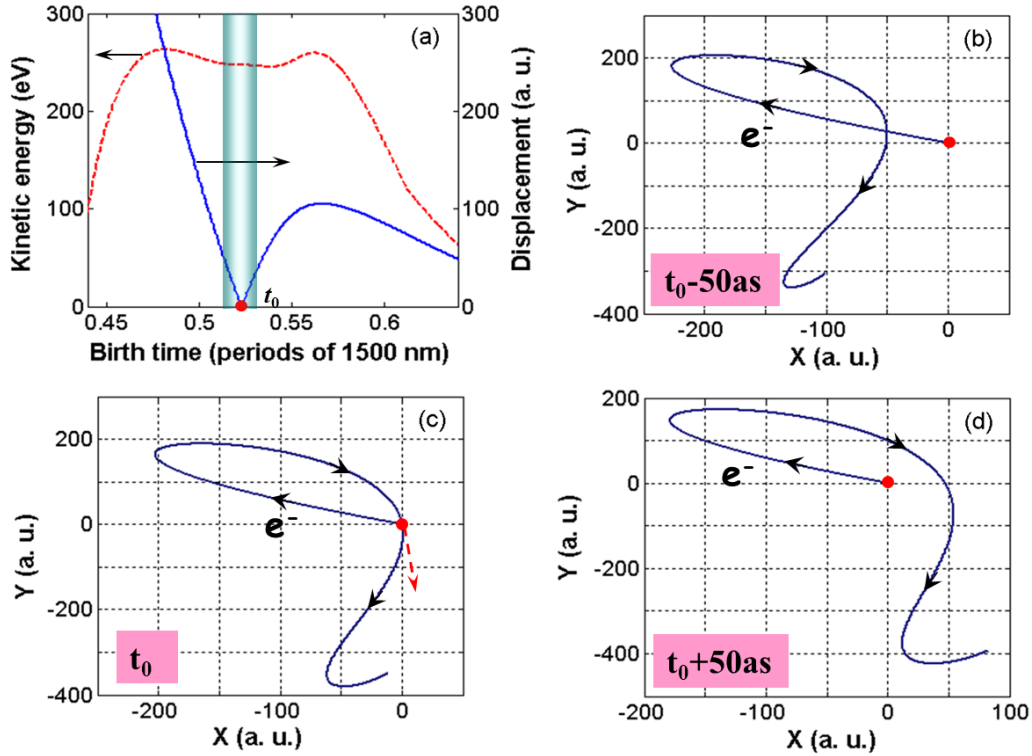 (a)
Kinetic energy (eV)
300
200
100
0
300
200
100
0
Displacement (a. u.)
t0
0.45
0.5
0.55
0.6
Birth time (periods of 1500 nm)
(b)
Y (a. u.)
200
0
-200
-400
e-
t0-50as
-200
-100
0
X (a. u.)
(c)
Y (a. u.)
200
0
-200
-400
e-
t0
-200
-100
0
X (a. u.)
(d)
Y (a. u.)
200
0
-200
-400
e-
t0+50as
-200
-100
0
100
X (a. u.)